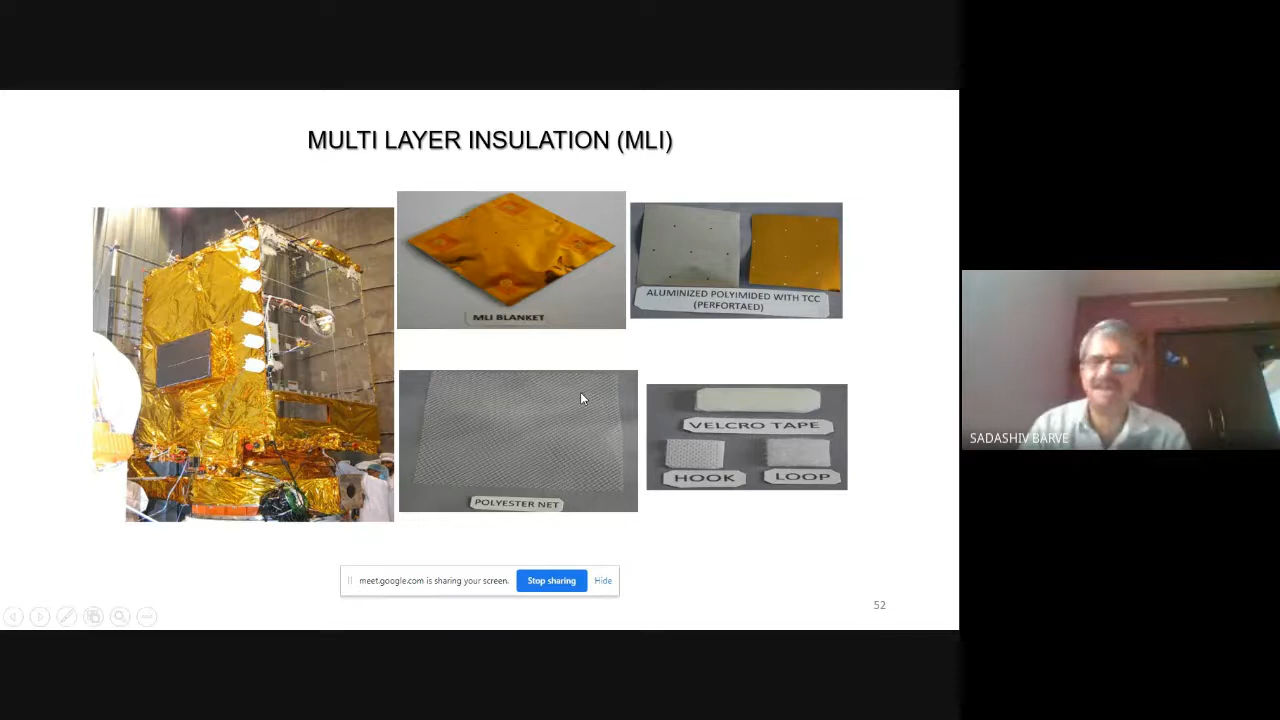 MULTI LAYER INSULATION (MLI)
MLI BLANKET
ALUMINIZED POLYIMIDED WITH TCC
(PERFORTAED)
POLYESTER NET
VELCRO TAPE
HOOK
LOOP
meet.google.com is sharing your screen.
Stop sharing
Hide
52
SADASHIV BARVE